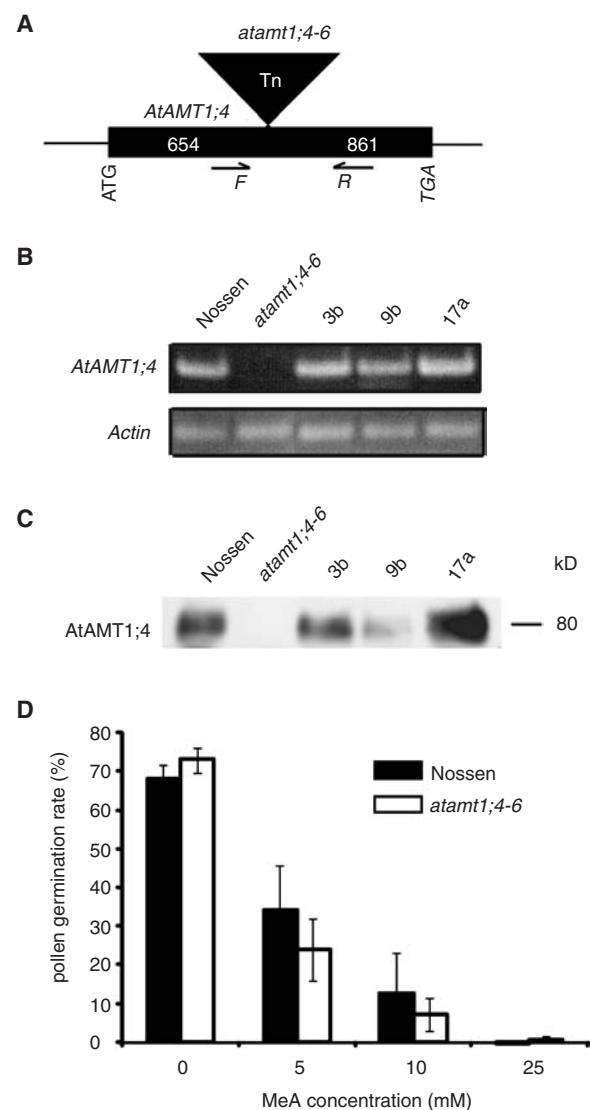 A
atamt1;4-6
Tn
AtAMT1;4
654 861
ATG F R TGA
B
Nossen atamt1;4-6 3b 9b 17a
AtAMT1;4
Actin
C
Nossen atamt1;4-6 3b 9b 17a kD
AtAMT1;4 80
D
80
70
60
50
40
30
20
10
0
pollen germination rate (%)
Nossen
atamt1;4-6
0 5 10 25
MeA concentration (mM)